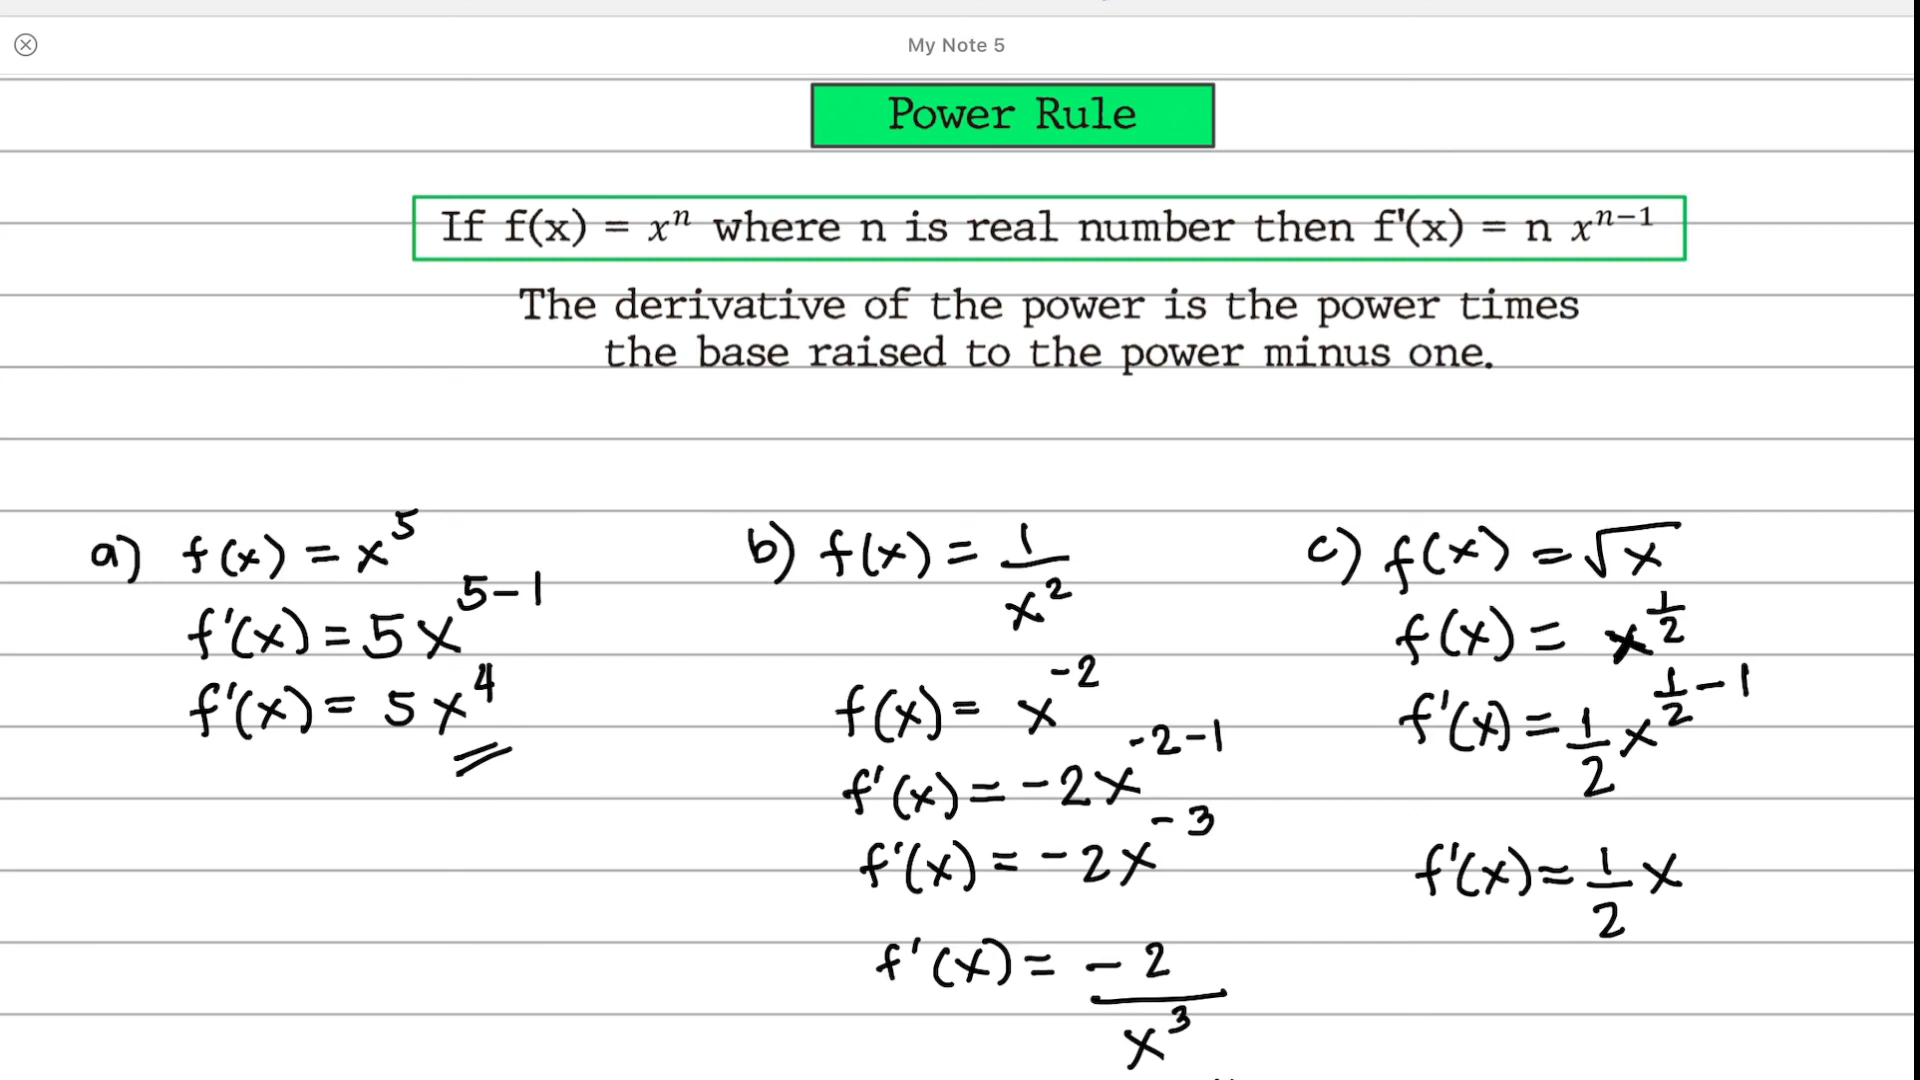 My Note 5
Power Rule
If f(x) = xⁿ where n is real number then f'(x) = n xⁿ⁻¹
The derivative of the power is the power times
the base raised to the power minus one.
a) f(x) = x⁵
f'(x) = 5x⁵⁻¹
f'(x) = 5x⁴
b) f(x) = 1/x²
f(x) = x⁻²
f'(x) = -2x⁻²⁻¹
f'(x) = -2x⁻³
f'(x) = -2/x³
c) f(x) = √x
f(x) = x^(1/2)
f'(x) = 1/2 x^(1/2 - 1)
f'(x) = 1/2 x